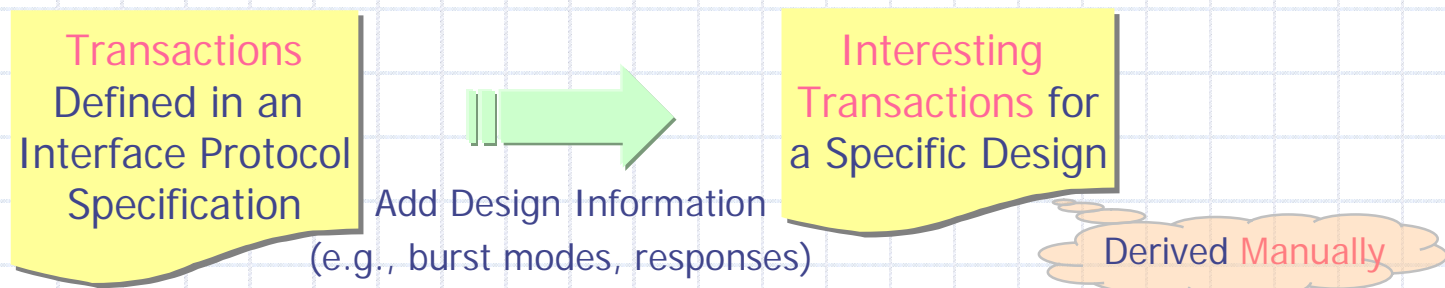 Transactions
Defined in an
Interface Protocol
Specification
Add Design Information
(e.g., burst modes, responses)
Interesting
Transactions for
a Specific Design
Derived Manually